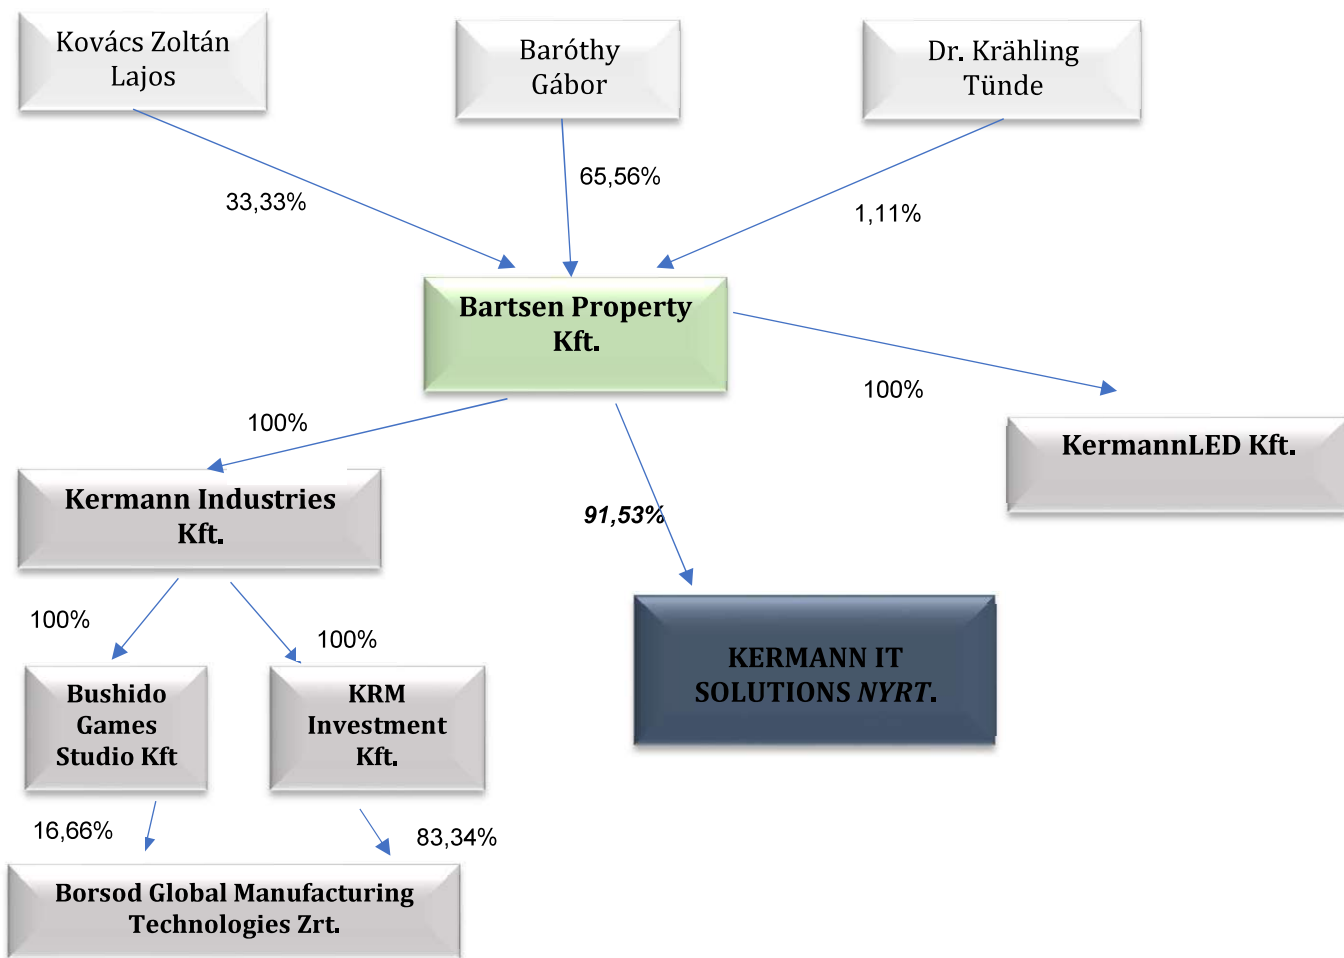 Kovács Zoltán
Lajos
Baróthy
Gábor
Dr. Krähling
Tünde
33,33%
65,56%
1,11%
Bartsen Property
Kft.
100%
100%
KermannLED Kft.
Kermann Industries
Kft.
91,53%
100%
100%
KERMANN IT
SOLUTIONS NYRT.
Bushido
Games
Studio Kft
KRM
Investment
Kft.
16,66%
83,34%
Borsod Global Manufacturing
Technologies Zrt.